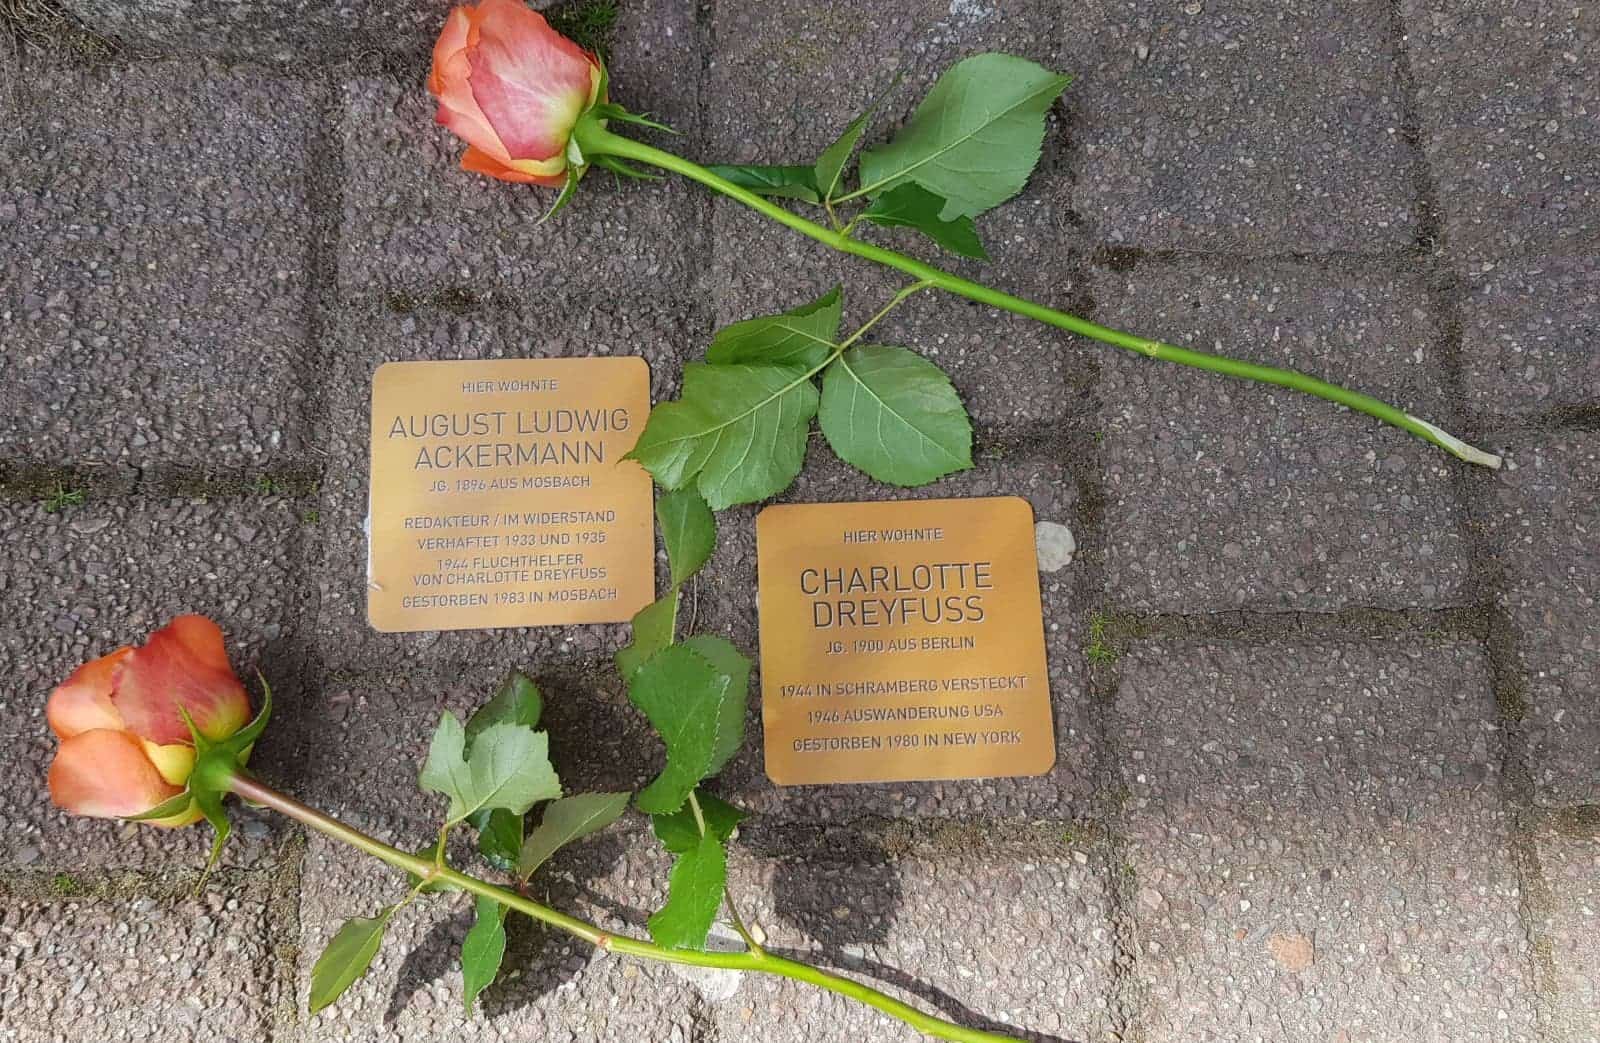 HIER WOHNTE
AUGUST LUDWIG
ACKERMANN
JG. 1896 AUS MOSBACH
REDAKTEUR / IM WIDERSTAND
VERHAFTET 1933 UND 1935
1944 FLUCHTHELFER
VON CHARLOTTE DREYFUSS
GESTORBEN 1983 IN MOSBACH
HIER WOHNTE
CHARLOTTE
DREYFUSS
JG. 1900 AUS BERLIN
1944 IN SCHRAMBERG VERSTECKT
1946 AUSWANDERUNG USA
GESTORBEN 1980 IN NEW YORK